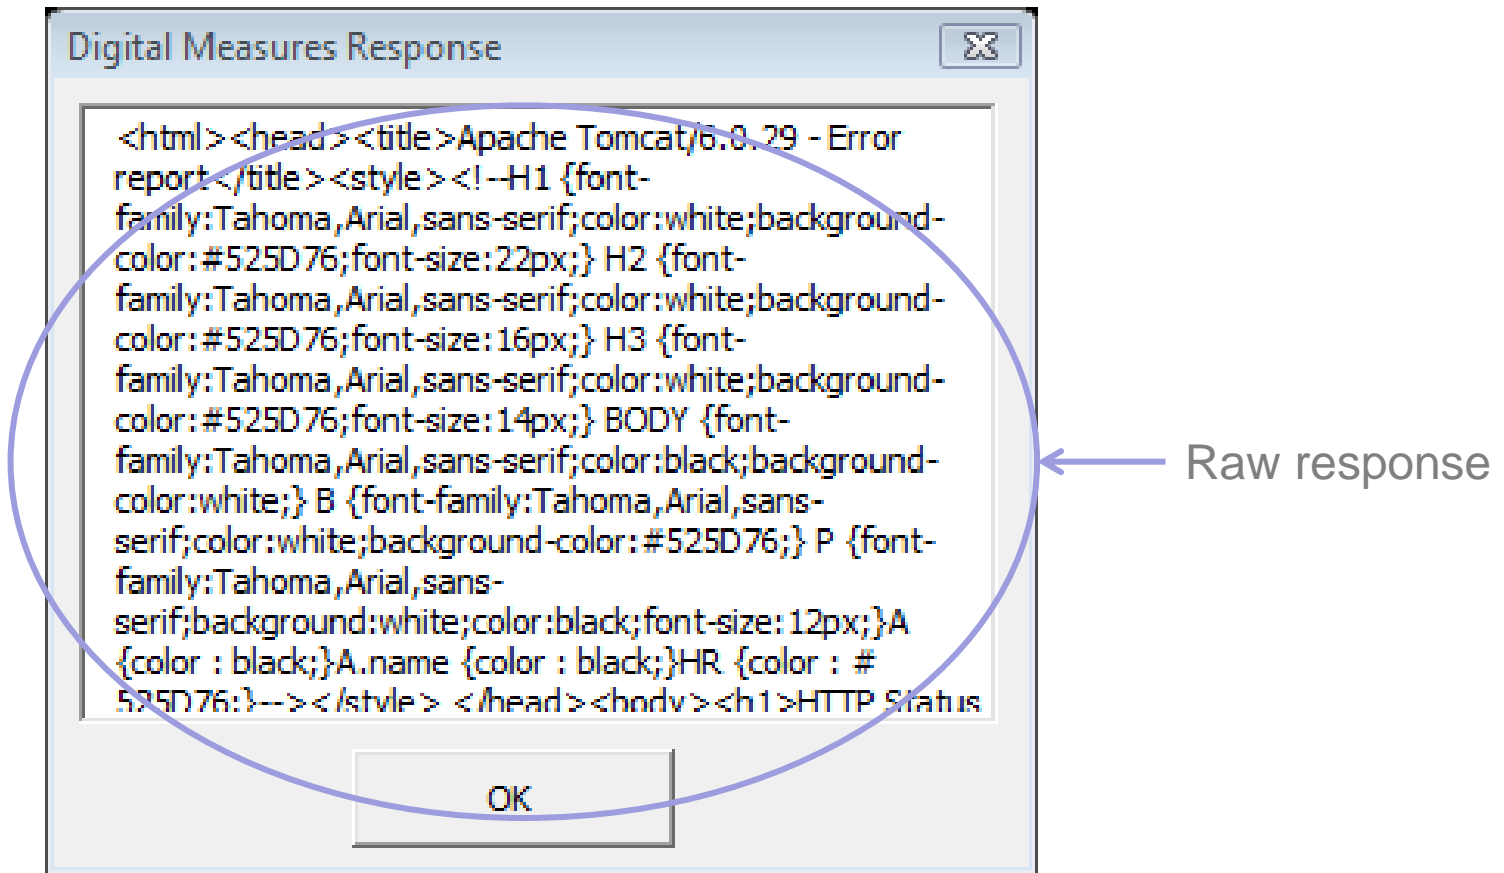 Digital Measures Response
<html><head><title>Apache Tomcat/6.0.29 - Error
report</title><style><!--H1 {font-
family:Tahoma,Arial,sans-serif;color:white;background-
color:#525D76;font-size:22px;} H2 {font-
family:Tahoma,Arial,sans-serif;color:white;background-
color:#525D76;font-size:16px;} H3 {font-
family:Tahoma,Arial,sans-serif;color:white;background-
color:#525D76;font-size:14px;} BODY {font-
family:Tahoma,Arial,sans-serif;color:black;background-
color:white;} B {font-family:Tahoma,Arial,sans-
serif;color:white;background-color:#525D76;} P {font-
family:Tahoma,Arial,sans-
serif;background:white;color:black;font-size:12px;}A
{color : black;}A.name {color : black;}HR {color : #
525D76;}--></style> </head><body><h1>HTTP Status
OK
Raw response